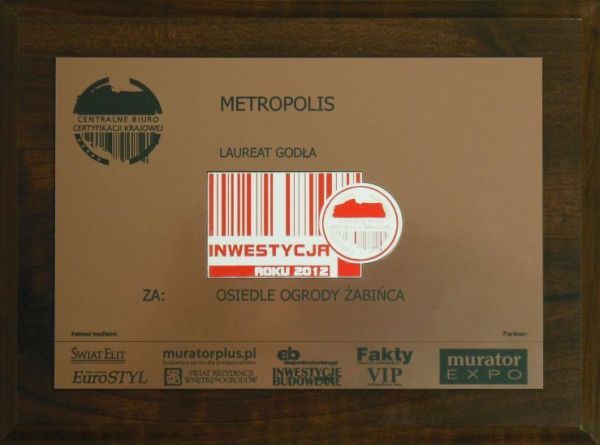 CENTRALNE BIURO
CERTYFIKACJI KRAJOWEJ
METROPOLIS
LAUREAT GODŁA
INWESTYCJA
ROKU 2012
ZA: OSIEDLE OGRODY ŻABIŃCA
Patroni medialni:
Partner:
ŚWIAT ELIT
muratorplus.pl
eb
Fakty
murator
EXPO
EuroSTYL
ŚWIAT REZYDENCJI
WNĘTRZ I OGRODÓW
INWESTYCJE
BUDOWLANE
VIP